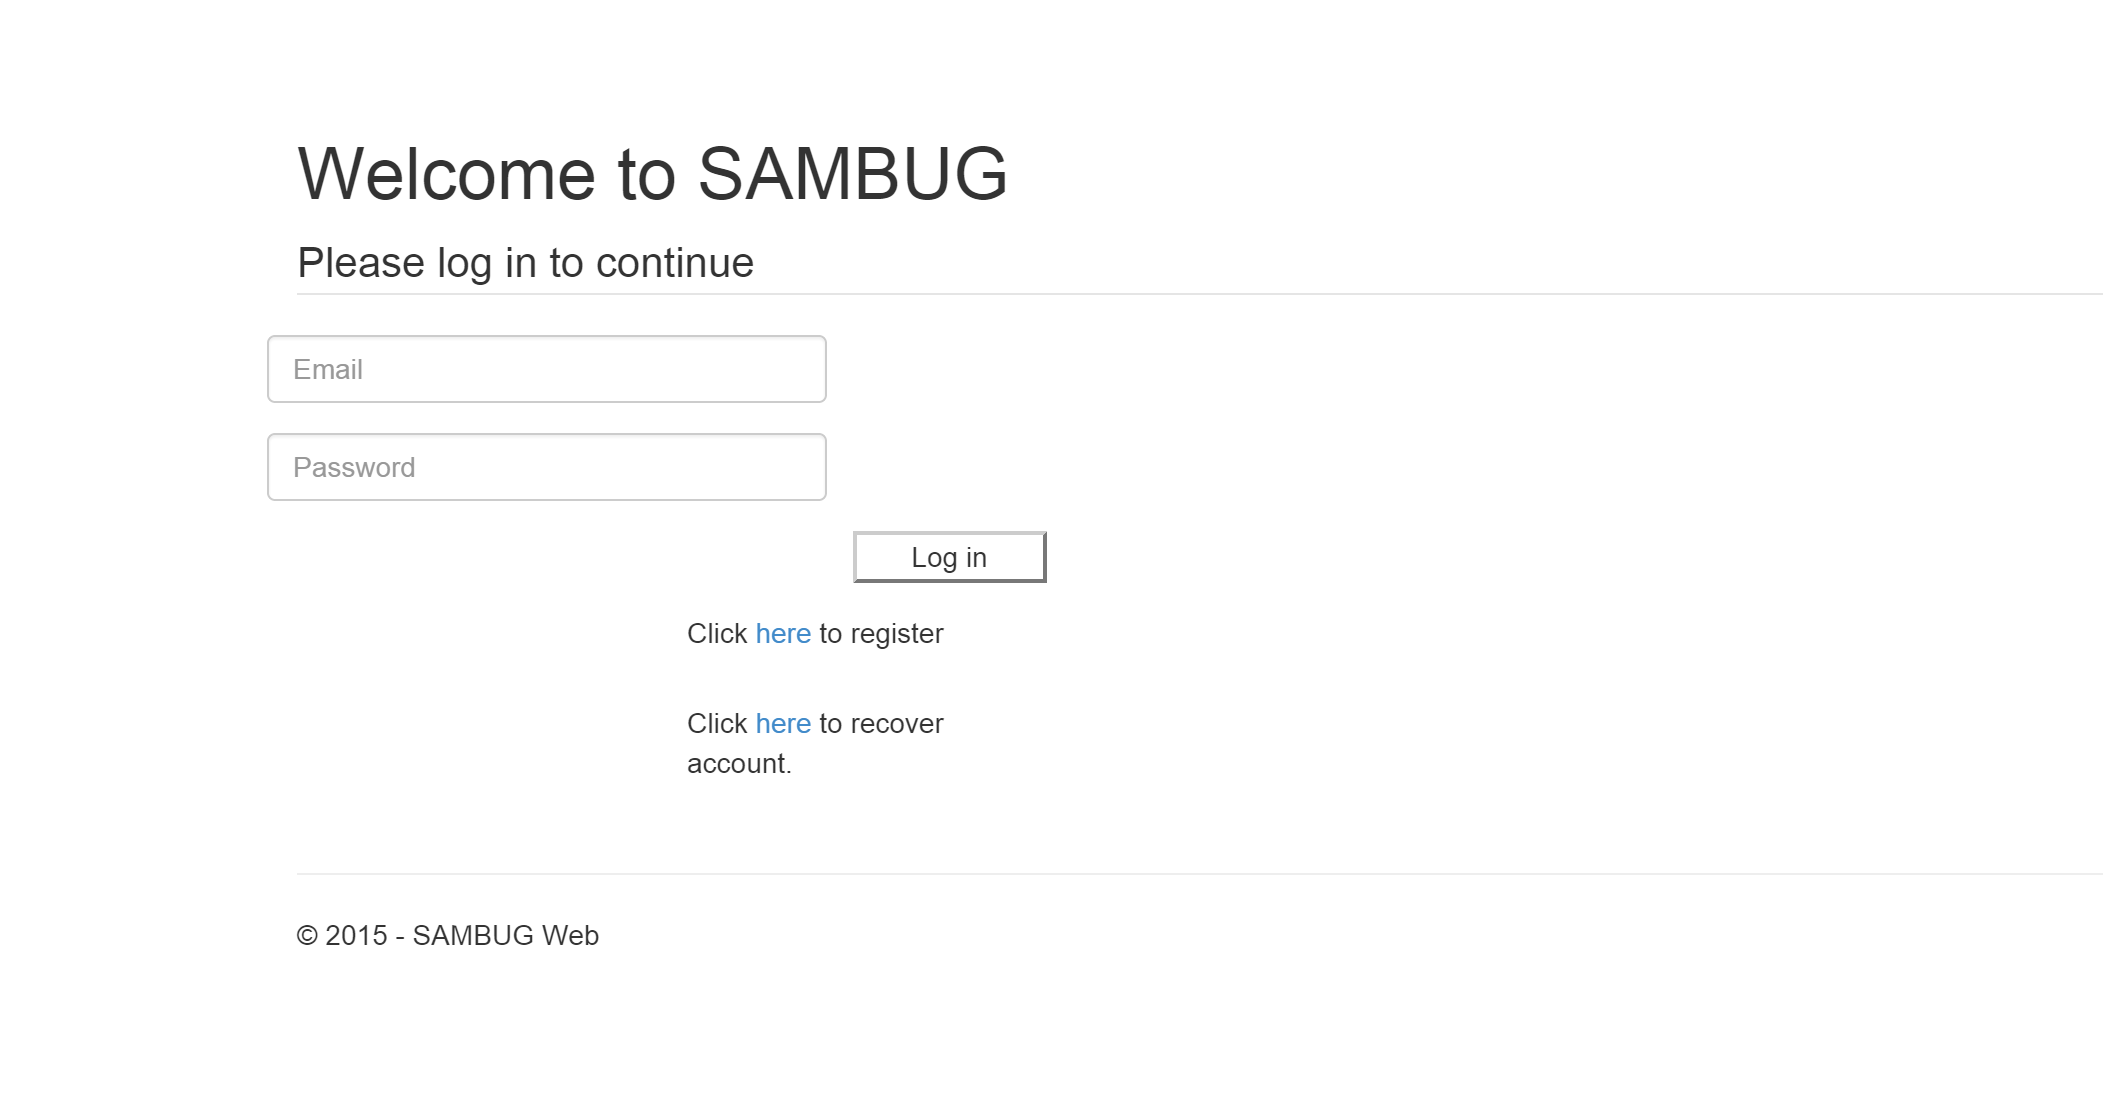 Welcome to SAMBUG
Please log in to continue
Email
Password
Log in
Click here to register
Click here to recover
account.
© 2015 - SAMBUG Web